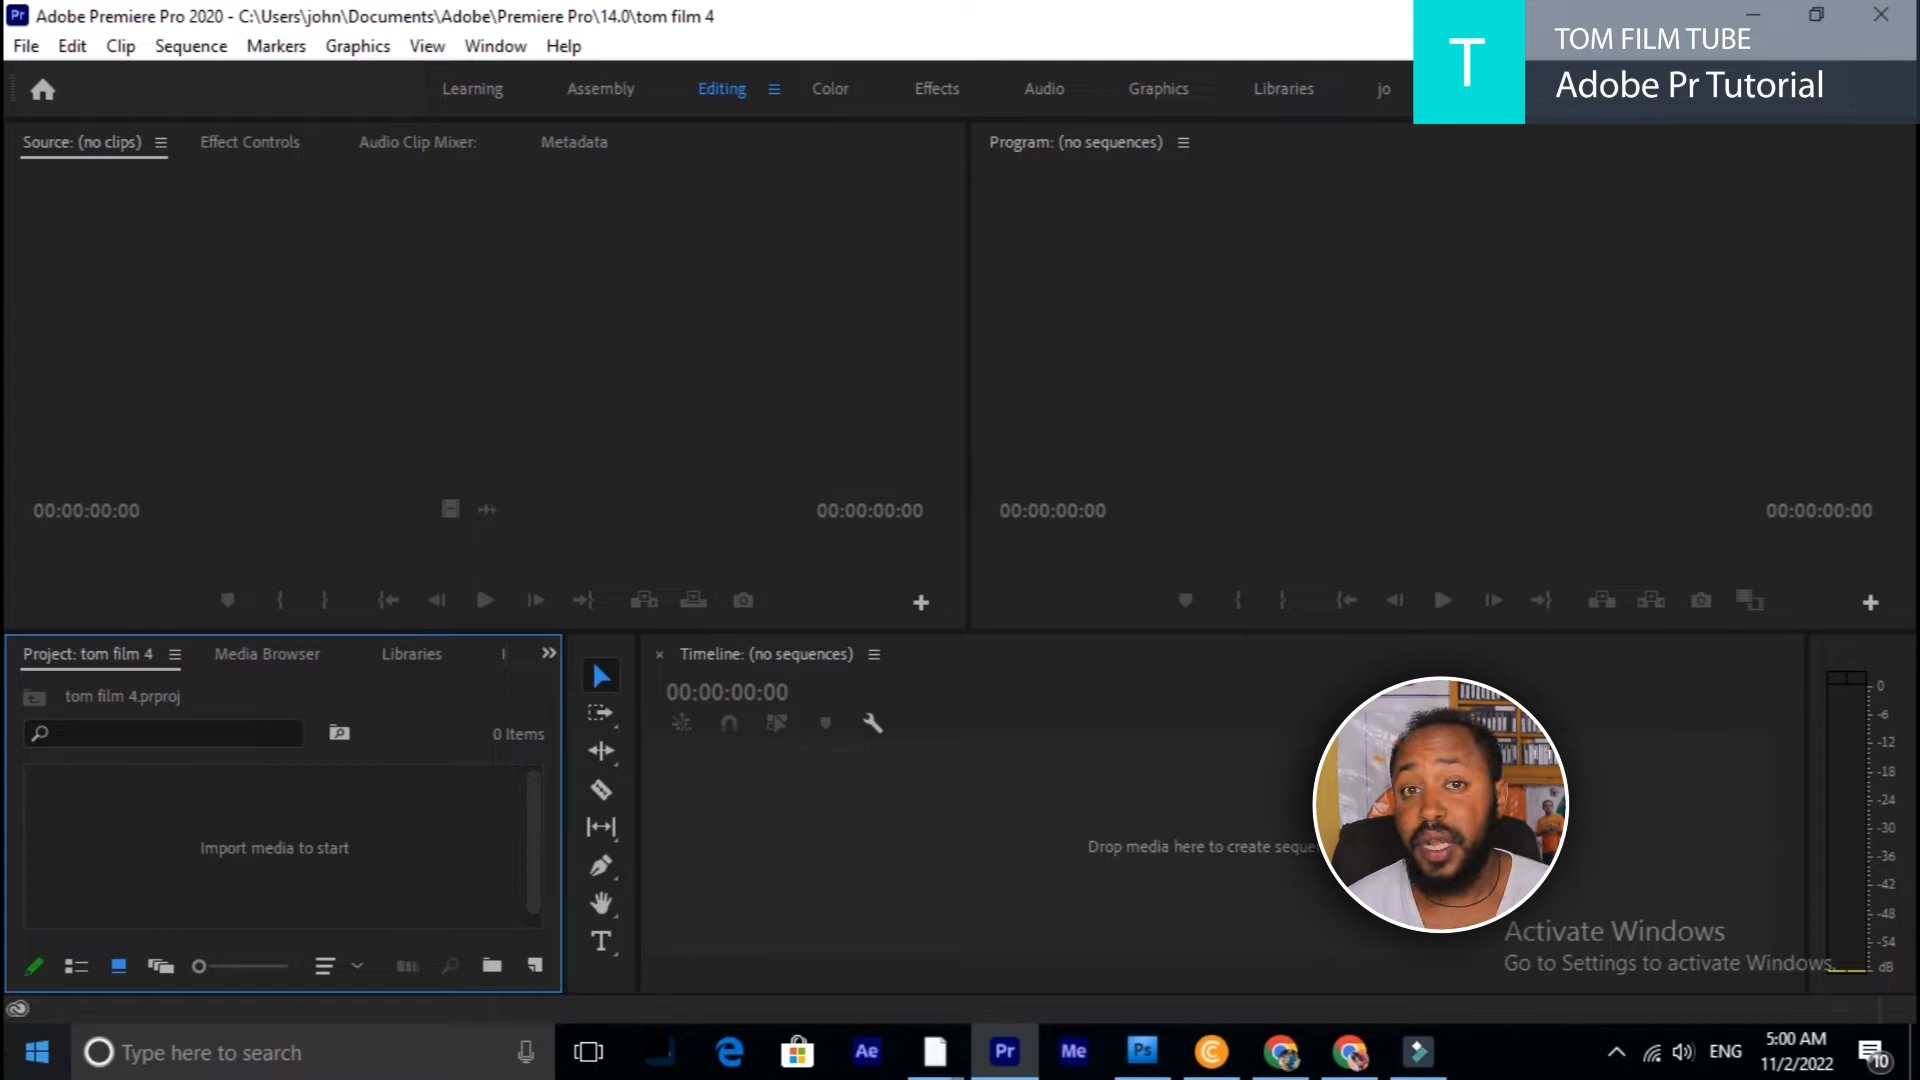 Pr Adobe Premiere Pro 2020 - C:\Users\john\Documents\Adobe\Premiere Pro\14.0\tom film 4
File Edit Clip Sequence Markers Graphics View Window Help
T
TOM FILM TUBE
Adobe Pr Tutorial
Learning Assembly Editing Color Effects Audio Graphics Libraries jo
Source: (no clips) Effect Controls Audio Clip Mixer: Metadata
Program: (no sequences)
00:00:00:00 00:00:00:00
00:00:00:00 00:00:00:00
Project: tom film 4 Media Browser Libraries
tom film 4.prproj
0 Items
Import media to start
Timeline: (no sequences)
00:00:00:00
Drop media here to create seque
T
0
-6
-12
-18
-24
-30
-36
-42
-48
-54
dB
Activate Windows
Go to Settings to activate Windows.
Type here to search
Ae Pr Me Ps
ENG
5:00 AM
11/2/2022
10